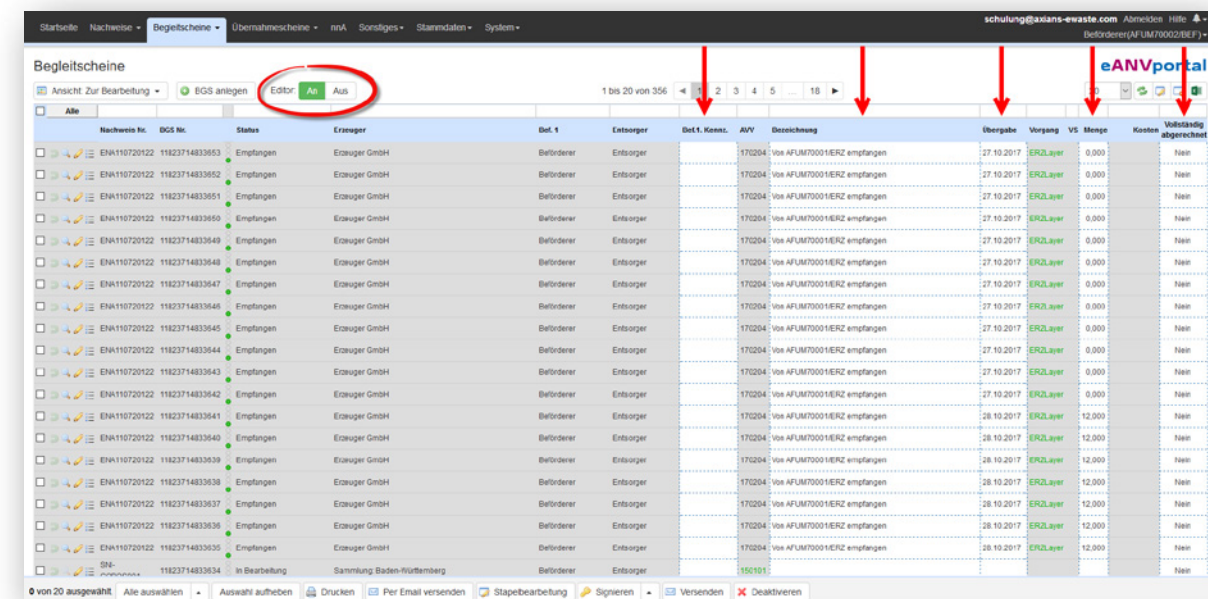 Startseite Nachweise Begleitscheine Übernahmescheine nnA Sonstiges Stammdaten System schulung@axians-ewaste.com Abmelden Hilfe
Beförderer(AFUM70002/BEF)
Begleitscheine eANVportal
Ansicht: Zur Bearbeitung BGS anlegen Editor: An Aus 1 bis 20 von 356 1 2 3 4 5 ... 18
Alle
Nachweis Nr. BGS Nr. Status Erzeuger Bef. 1 Entsorger Bef.1. Kennz. AVV Bezeichnung Übergabe Vorgang VS Menge Kosten Vollständig abgerechnet
ENA110720122 11823714833653 Empfangen Erzeuger GmbH Beförderer Entsorger 170204 Von AFUM70001/ERZ empfangen 27.10.2017 ERZLayer 0,000 Nein
ENA110720122 11823714833652 Empfangen Erzeuger GmbH Beförderer Entsorger 170204 Von AFUM70001/ERZ empfangen 27.10.2017 ERZLayer 0,000 Nein
ENA110720122 11823714833651 Empfangen Erzeuger GmbH Beförderer Entsorger 170204 Von AFUM70001/ERZ empfangen 27.10.2017 ERZLayer 0,000 Nein
ENA110720122 11823714833650 Empfangen Erzeuger GmbH Beförderer Entsorger 170204 Von AFUM70001/ERZ empfangen 27.10.2017 ERZLayer 0,000 Nein
ENA110720122 11823714833649 Empfangen Erzeuger GmbH Beförderer Entsorger 170204 Von AFUM70001/ERZ empfangen 27.10.2017 ERZLayer 0,000 Nein
ENA110720122 11823714833648 Empfangen Erzeuger GmbH Beförderer Entsorger 170204 Von AFUM70001/ERZ empfangen 27.10.2017 ERZLayer 0,000 Nein
ENA110720122 11823714833647 Empfangen Erzeuger GmbH Beförderer Entsorger 170204 Von AFUM70001/ERZ empfangen 27.10.2017 ERZLayer 0,000 Nein
ENA110720122 11823714833646 Empfangen Erzeuger GmbH Beförderer Entsorger 170204 Von AFUM70001/ERZ empfangen 27.10.2017 ERZLayer 0,000 Nein
ENA110720122 11823714833645 Empfangen Erzeuger GmbH Beförderer Entsorger 170204 Von AFUM70001/ERZ empfangen 27.10.2017 ERZLayer 0,000 Nein
ENA110720122 11823714833644 Empfangen Erzeuger GmbH Beförderer Entsorger 170204 Von AFUM70001/ERZ empfangen 27.10.2017 ERZLayer 0,000 Nein
ENA110720122 11823714833643 Empfangen Erzeuger GmbH Beförderer Entsorger 170204 Von AFUM70001/ERZ empfangen 27.10.2017 ERZLayer 0,000 Nein
ENA110720122 11823714833642 Empfangen Erzeuger GmbH Beförderer Entsorger 170204 Von AFUM70001/ERZ empfangen 27.10.2017 ERZLayer 0,000 Nein
ENA110720122 11823714833641 Empfangen Erzeuger GmbH Beförderer Entsorger 170204 Von AFUM70001/ERZ empfangen 28.10.2017 ERZLayer 12,000 Nein
ENA110720122 11823714833640 Empfangen Erzeuger GmbH Beförderer Entsorger 170204 Von AFUM70001/ERZ empfangen 28.10.2017 ERZLayer 12,000 Nein
ENA110720122 11823714833639 Empfangen Erzeuger GmbH Beförderer Entsorger 170204 Von AFUM70001/ERZ empfangen 28.10.2017 ERZLayer 12,000 Nein
ENA110720122 11823714833638 Empfangen Erzeuger GmbH Beförderer Entsorger 170204 Von AFUM70001/ERZ empfangen 28.10.2017 ERZLayer 12,000 Nein
ENA110720122 11823714833637 Empfangen Erzeuger GmbH Beförderer Entsorger 170204 Von AFUM70001/ERZ empfangen 28.10.2017 ERZLayer 12,000 Nein
ENA110720122 11823714833636 Empfangen Erzeuger GmbH Beförderer Entsorger 170204 Von AFUM70001/ERZ empfangen 28.10.2017 ERZLayer 12,000 Nein
ENA110720122 11823714833635 Empfangen Erzeuger GmbH Beförderer Entsorger 170204 Von AFUM70001/ERZ empfangen 28.10.2017 ERZLayer 12,000 Nein
SNI- 11823714833634 In Bearbeitung Sammlung: Baden-Württemberg Beförderer Entsorger 150101 Nein
0 von 20 ausgewählt Alle auswählen Auswahl aufheben Drucken Per Email versenden Stapelbearbeitung Signieren Versenden Deaktivieren